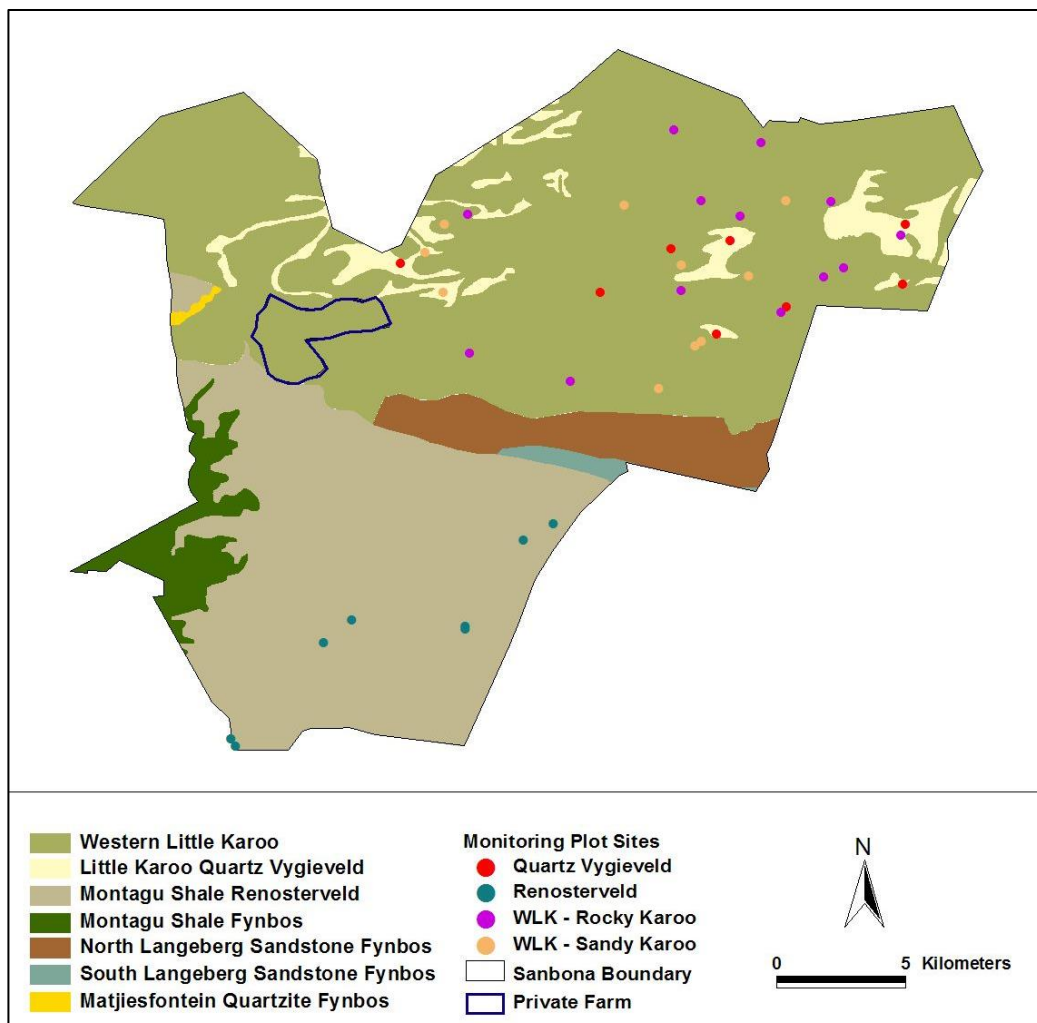 Western Little Karoo
Little Karoo Quartz Vygieveld
Montagu Shale Renosterveld
Montagu Shale Fynbos
North Langeberg Sandstone Fynbos
South Langeberg Sandstone Fynbos
Matjiesfontein Quartzite Fynbos
Monitoring Plot Sites
Quartz Vygieveld
Renosterveld
WLK - Rocky Karoo
WLK - Sandy Karoo
Sanbona Boundary
Private Farm
N
0 5 Kilometers